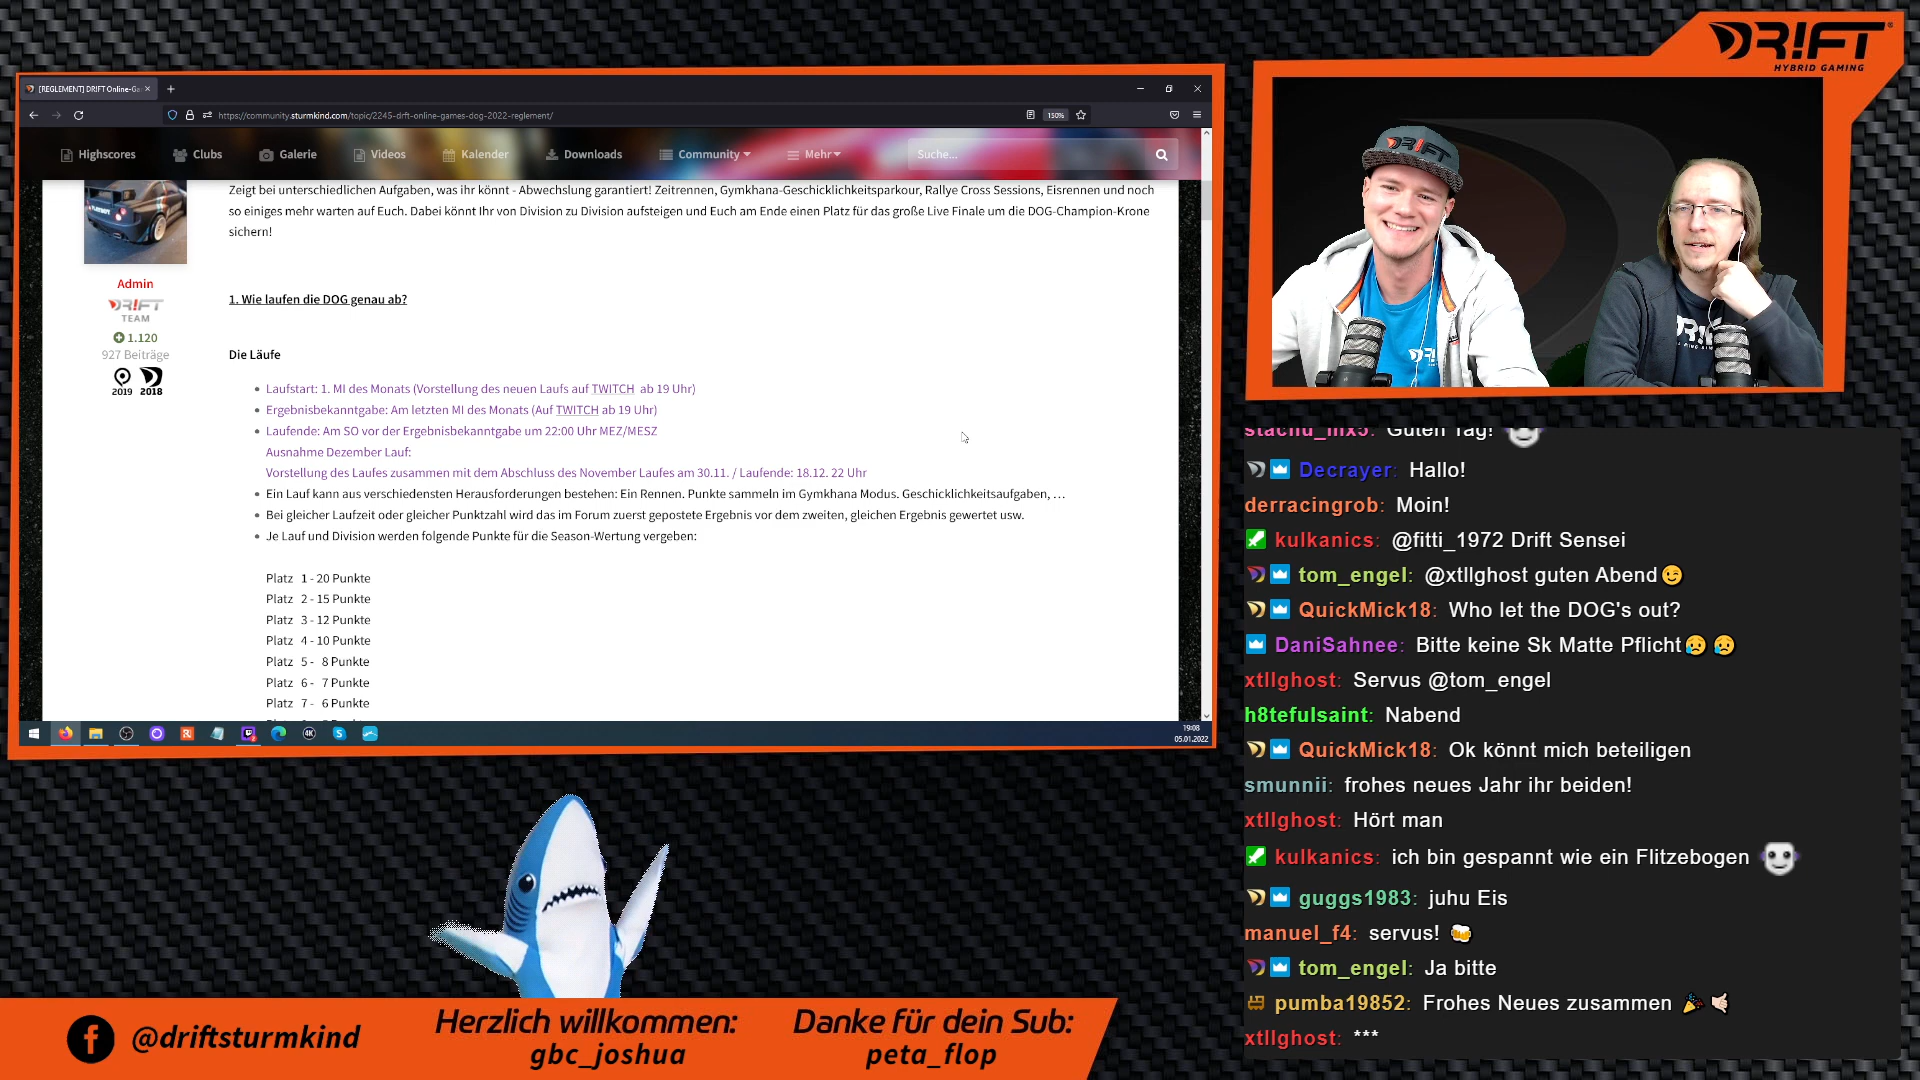 DR!FT
HYBRID GAMING
[REGLEMENT] DR!FT Online-Ga
https://community.sturmkind.com/topic/2245-drft-online-games-dog-2022-reglement/
150%
Highscores
Clubs
Galerie
Videos
Kalender
Downloads
Community
Mehr
Suche...
Zeigt bei unterschiedlichen Aufgaben, was ihr könnt - Abwechslung garantiert! Zeitrennen, Gymkhana-Geschicklichkeitsparkour, Rallye Cross Sessions, Eisrennen und noch
so einiges mehr warten auf Euch. Dabei könnt Ihr von Division zu Division aufsteigen und Euch am Ende einen Platz für das große Live Finale um die DOG-Champion-Krone
sichern!
Admin
DR!FT
TEAM
1.120
927 Beiträge
2019 2018
1. Wie laufen die DOG genau ab?
Die Läufe
Laufstart: 1. MI des Monats (Vorstellung des neuen Laufs auf TWITCH ab 19 Uhr)
Ergebnisbekanntgabe: Am letzten MI des Monats (Auf TWITCH ab 19 Uhr)
Laufende: Am SO vor der Ergebnisbekanntgabe um 22:00 Uhr MEZ/MESZ
Ausnahme Dezember Lauf:
Vorstellung des Laufes zusammen mit dem Abschluss des November Laufes am 30.11. / Laufende: 18.12. 22 Uhr
Ein Lauf kann aus verschiedensten Herausforderungen bestehen: Ein Rennen. Punkte sammeln im Gymkhana Modus. Geschicklichkeitsaufgaben, …
Bei gleicher Laufzeit oder gleicher Punktzahl wird das im Forum zuerst gepostete Ergebnis vor dem zweiten, gleichen Ergebnis gewertet usw.
Je Lauf und Division werden folgende Punkte für die Season-Wertung vergeben:
Platz 1 - 20 Punkte
Platz 2 - 15 Punkte
Platz 3 - 12 Punkte
Platz 4 - 10 Punkte
Platz 5 - 8 Punkte
Platz 6 - 7 Punkte
Platz 7 - 6 Punkte
4K
19:08
05.01.2022
DR!FT
stachu_mx5: Guten Tag!
Decrayer: Hallo!
derracingrob: Moin!
kulkanics: @fitti_1972 Drift Sensei
tom_engel: @xtllghost guten Abend😉
QuickMick18: Who let the DOG's out?
DaniSahnee: Bitte keine Sk Matte Pflicht😥 😥
xtllghost: Servus @tom_engel
h8tefulsaint: Nabend
QuickMick18: Ok könnt mich beteiligen
smunnii: frohes neues Jahr ihr beiden!
xtllghost: Hört man
kulkanics: ich bin gespannt wie ein Flitzebogen
guggs1983: juhu Eis
manuel_f4: servus! 🍻
tom_engel: Ja bitte
pumba19852: Frohes Neues zusammen 🎉 🤙🏻
xtllghost: ***
@driftsturmkind
Herzlich willkommen:
gbc_joshua
Danke für dein Sub:
peta_flop